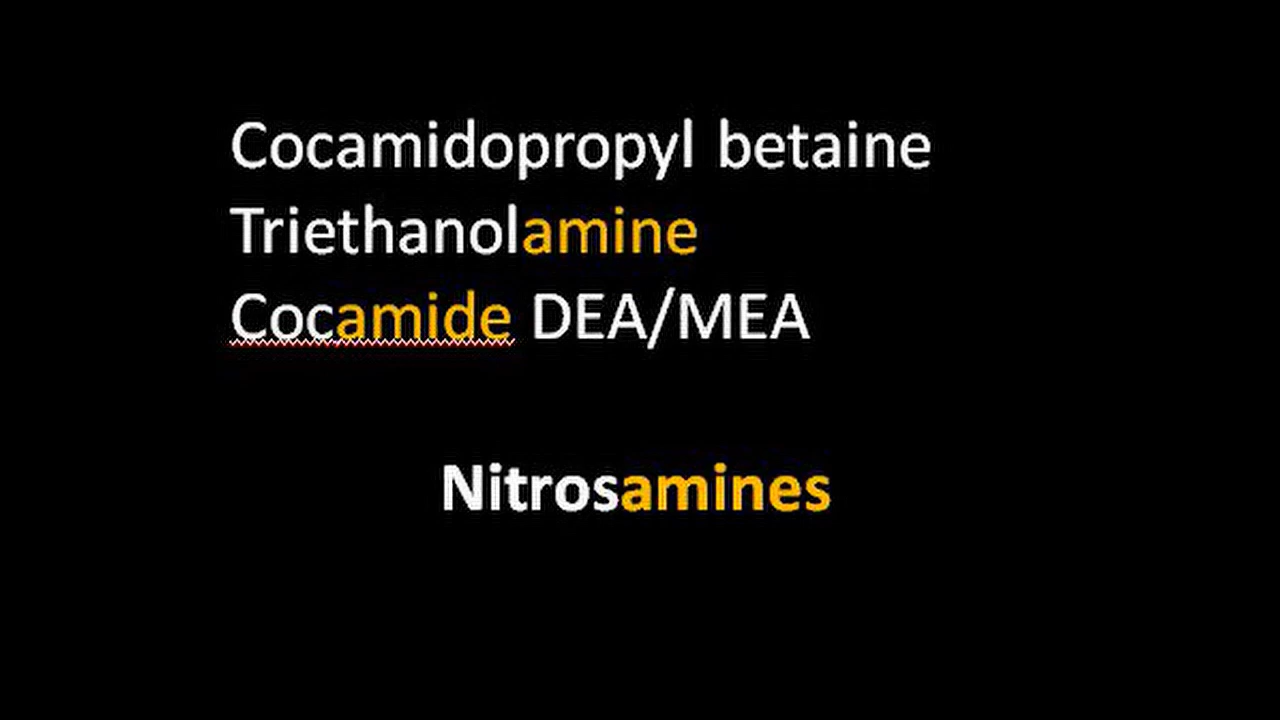 Cocamidopropyl betaine
Triethanolamine
Cocamide DEA/MEA
Nitrosamines